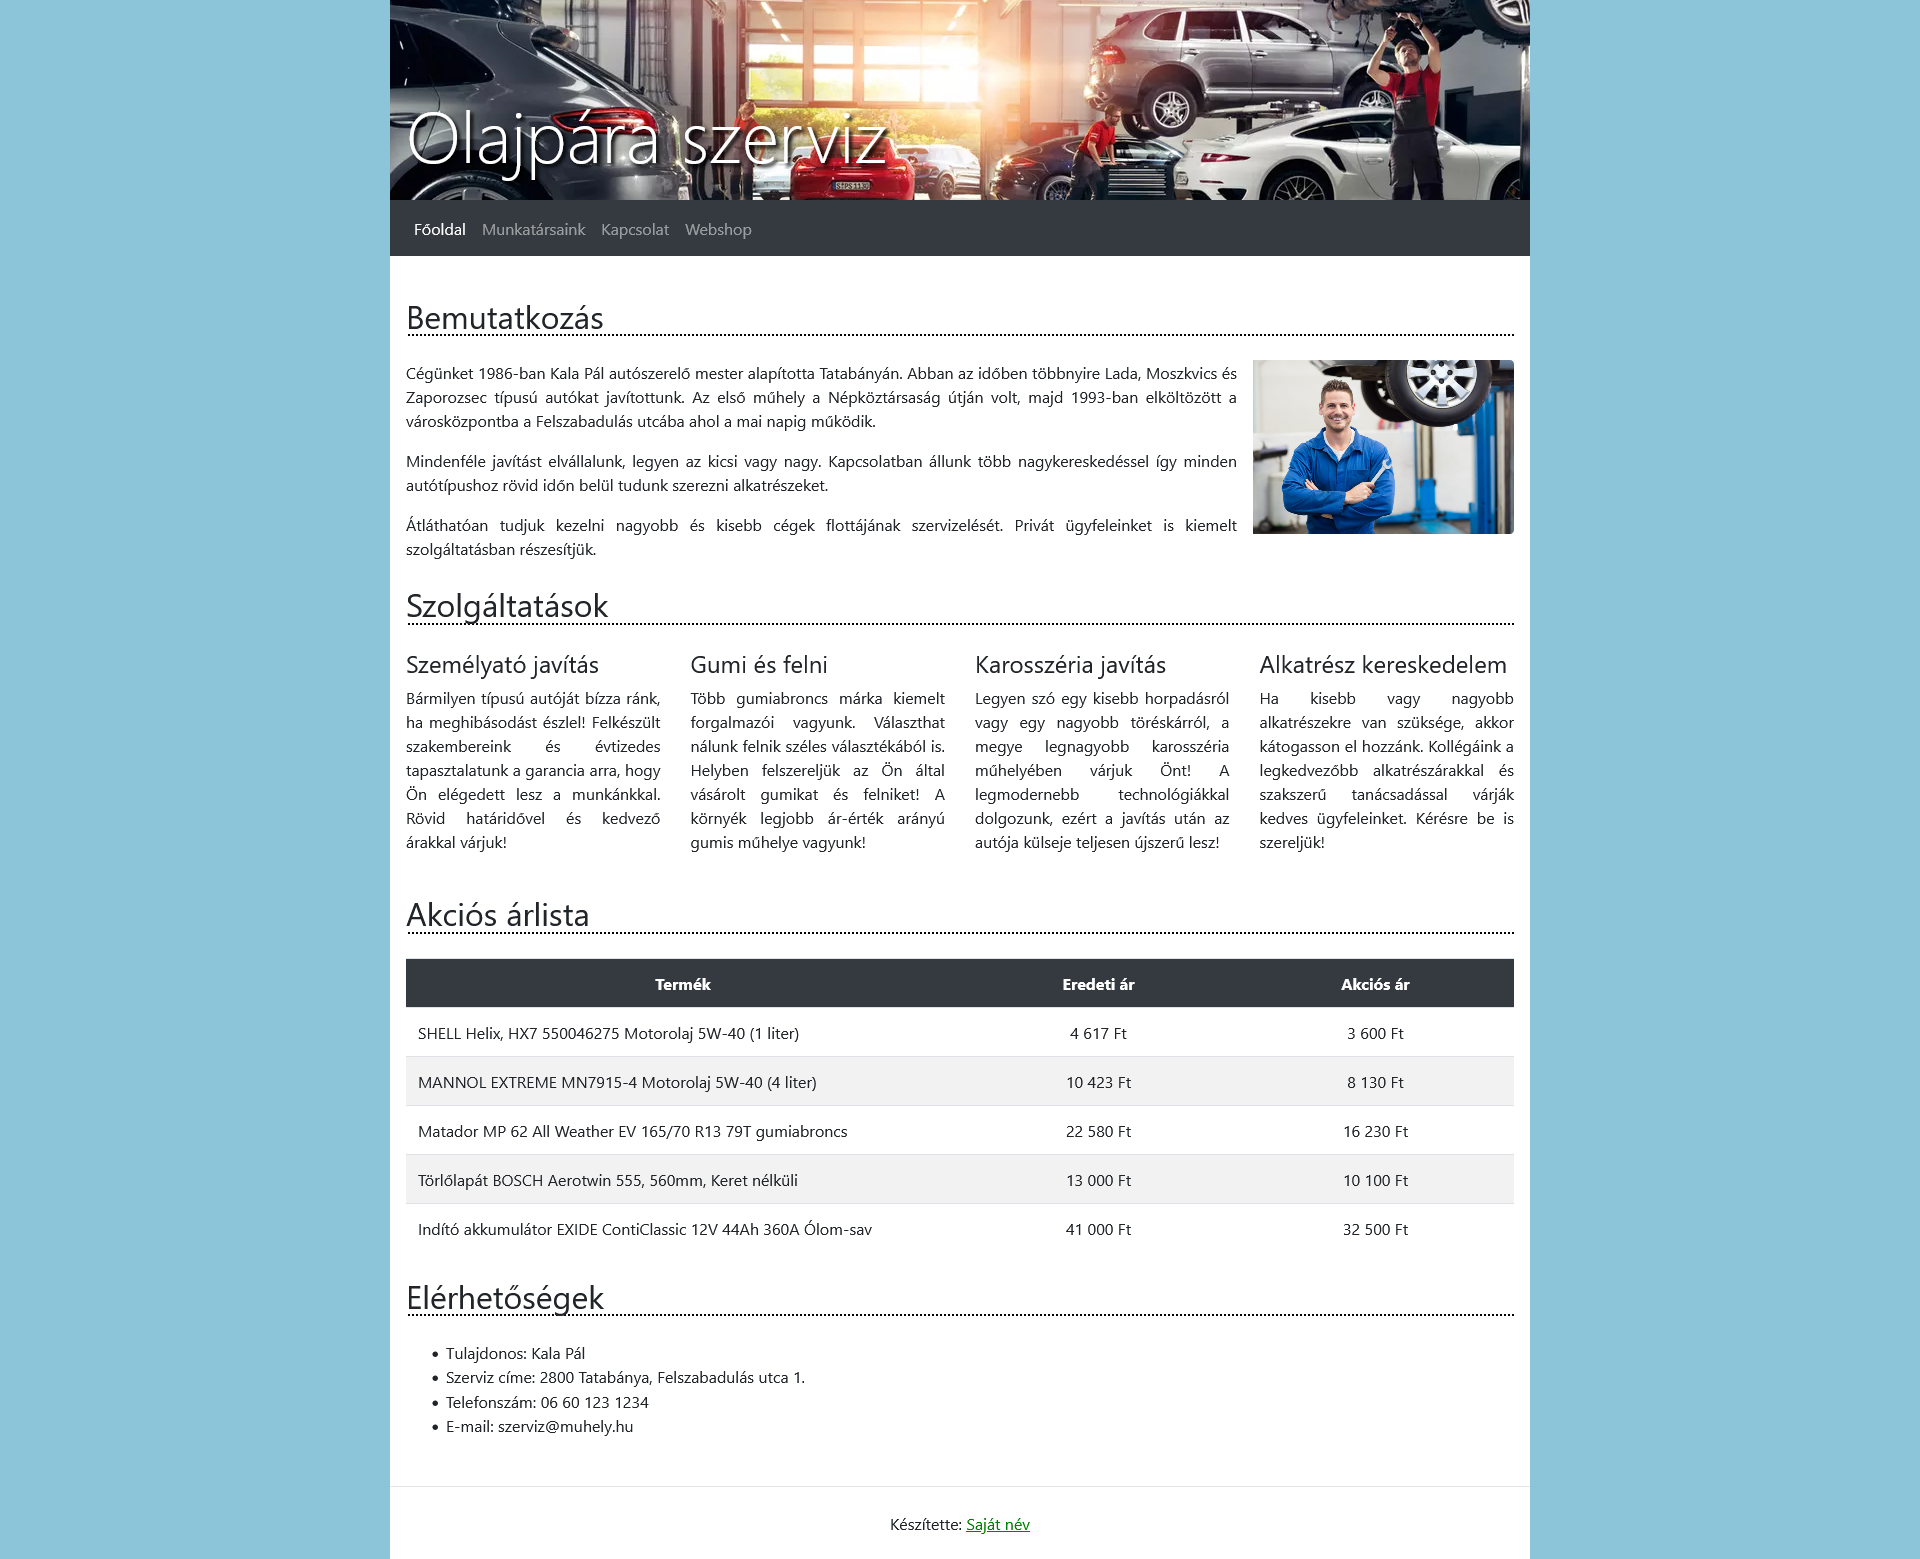 Olajpára szerviz
Főoldal Munkatársaink Kapcsolat Webshop
Bemutatkozás
Cégünket 1986-ban Kala Pál autószerelő mester alapította Tatabányán. Abban az időben többnyire Lada, Moszkvics és
Zaporozsec típusú autókat javítottunk. Az első műhely a Népköztársaság útján volt, majd 1993-ban elköltözött a
városközpontba a Felszabadulás utcába ahol a mai napig működik.
Mindenféle javítást elvállalunk, legyen az kicsi vagy nagy. Kapcsolatban állunk több nagykereskedéssel így minden
autótípushoz rövid időn belül tudunk szerezni alkatrészeket.
Átláthatóan tudjuk kezelni nagyobb és kisebb cégek flottájának szervizelését. Privát ügyfeleinket is kiemelt
szolgáltatásban részesítjük.
Szolgáltatások
Személyató javítás
Bármilyen típusú autóját bízza ránk,
ha meghibásodást észlel! Felkészült
szakembereink és évtizedes
tapasztalatunk a garancia arra, hogy
Ön elégedett lesz a munkánkkal.
Rövid határidővel és kedvező
árakkal várjuk!
Gumi és felni
Több gumiabroncs márka kiemelt
forgalmazói vagyunk. Választhat
nálunk felnik széles választékából is.
Helyben felszereljük az Ön által
vásárolt gumikat és felniket! A
környék legjobb ár-érték arányú
gumis műhelye vagyunk!
Karosszéria javítás
Legyen szó egy kisebb horpadásról
vagy egy nagyobb töréskárról, a
megye legnagyobb karosszéria
műhelyében várjuk Önt! A
legmodernebb technológiákkal
dolgozunk, ezért a javítás után az
autója külseje teljesen újszerű lesz!
Alkatrész kereskedelem
Ha kisebb vagy nagyobb
alkatrészekre van szüksége, akkor
kátogasson el hozzánk. Kollégáink a
legkedvezőbb alkatrészárakkal és
szakszerű tanácsadással várják
kedves ügyfeleinket. Kérésre be is
szereljük!
Akciós árlista
Termék Eredeti ár Akciós ár
SHELL Helix, HX7 550046275 Motorolaj 5W-40 (1 liter) 4 617 Ft 3 600 Ft
MANNOL EXTREME MN7915-4 Motorolaj 5W-40 (4 liter) 10 423 Ft 8 130 Ft
Matador MP 62 All Weather EV 165/70 R13 79T gumiabroncs 22 580 Ft 16 230 Ft
Törlőlapát BOSCH Aerotwin 555, 560mm, Keret nélküli 13 000 Ft 10 100 Ft
Indító akkumulátor EXIDE ContiClassic 12V 44Ah 360A Ólom-sav 41 000 Ft 32 500 Ft
Elérhetőségek
• Tulajdonos: Kala Pál
• Szerviz címe: 2800 Tatabánya, Felszabadulás utca 1.
• Telefonszám: 06 60 123 1234
• E-mail: szerviz@muhely.hu
Készítette: Saját név